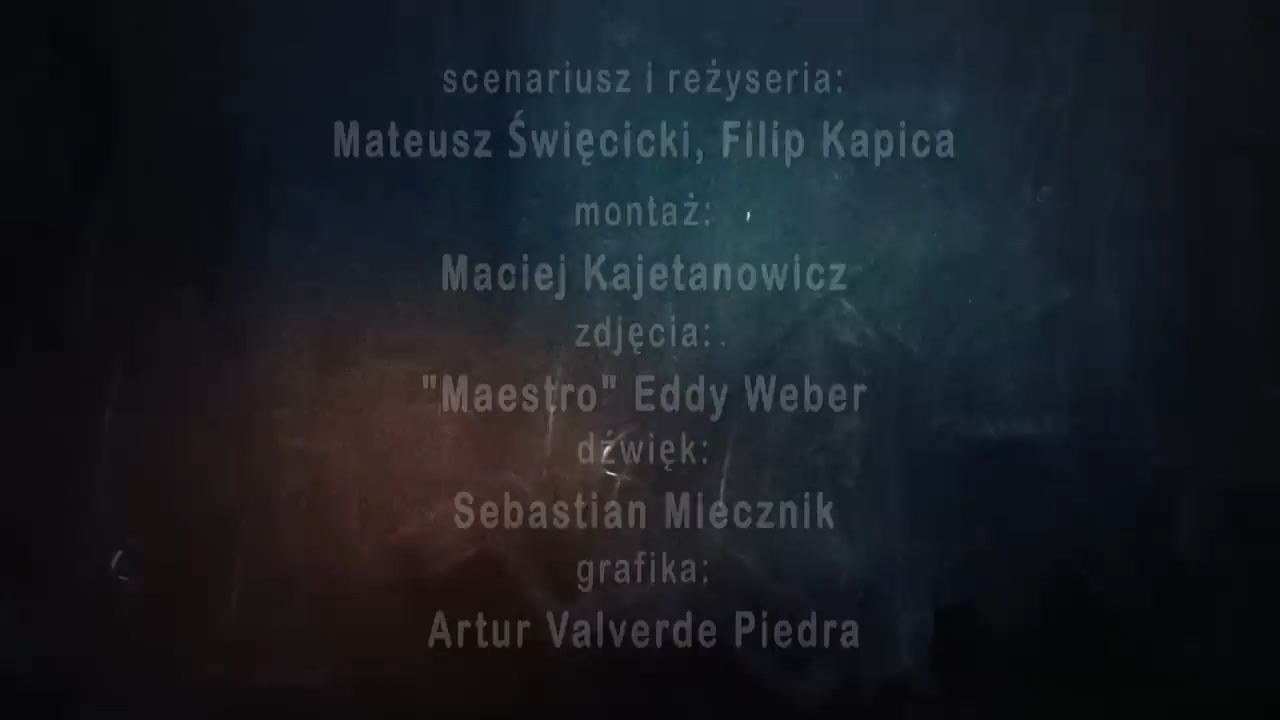 scenariusz i reżyseria:
Mateusz Święcicki, Filip Kapica
montaż:
Maciej Kajetanowicz
zdjęcia:
"Maestro" Eddy Weber
dźwięk:
Sebastian Miecznik
grafika:
Artur Valverde Piedra